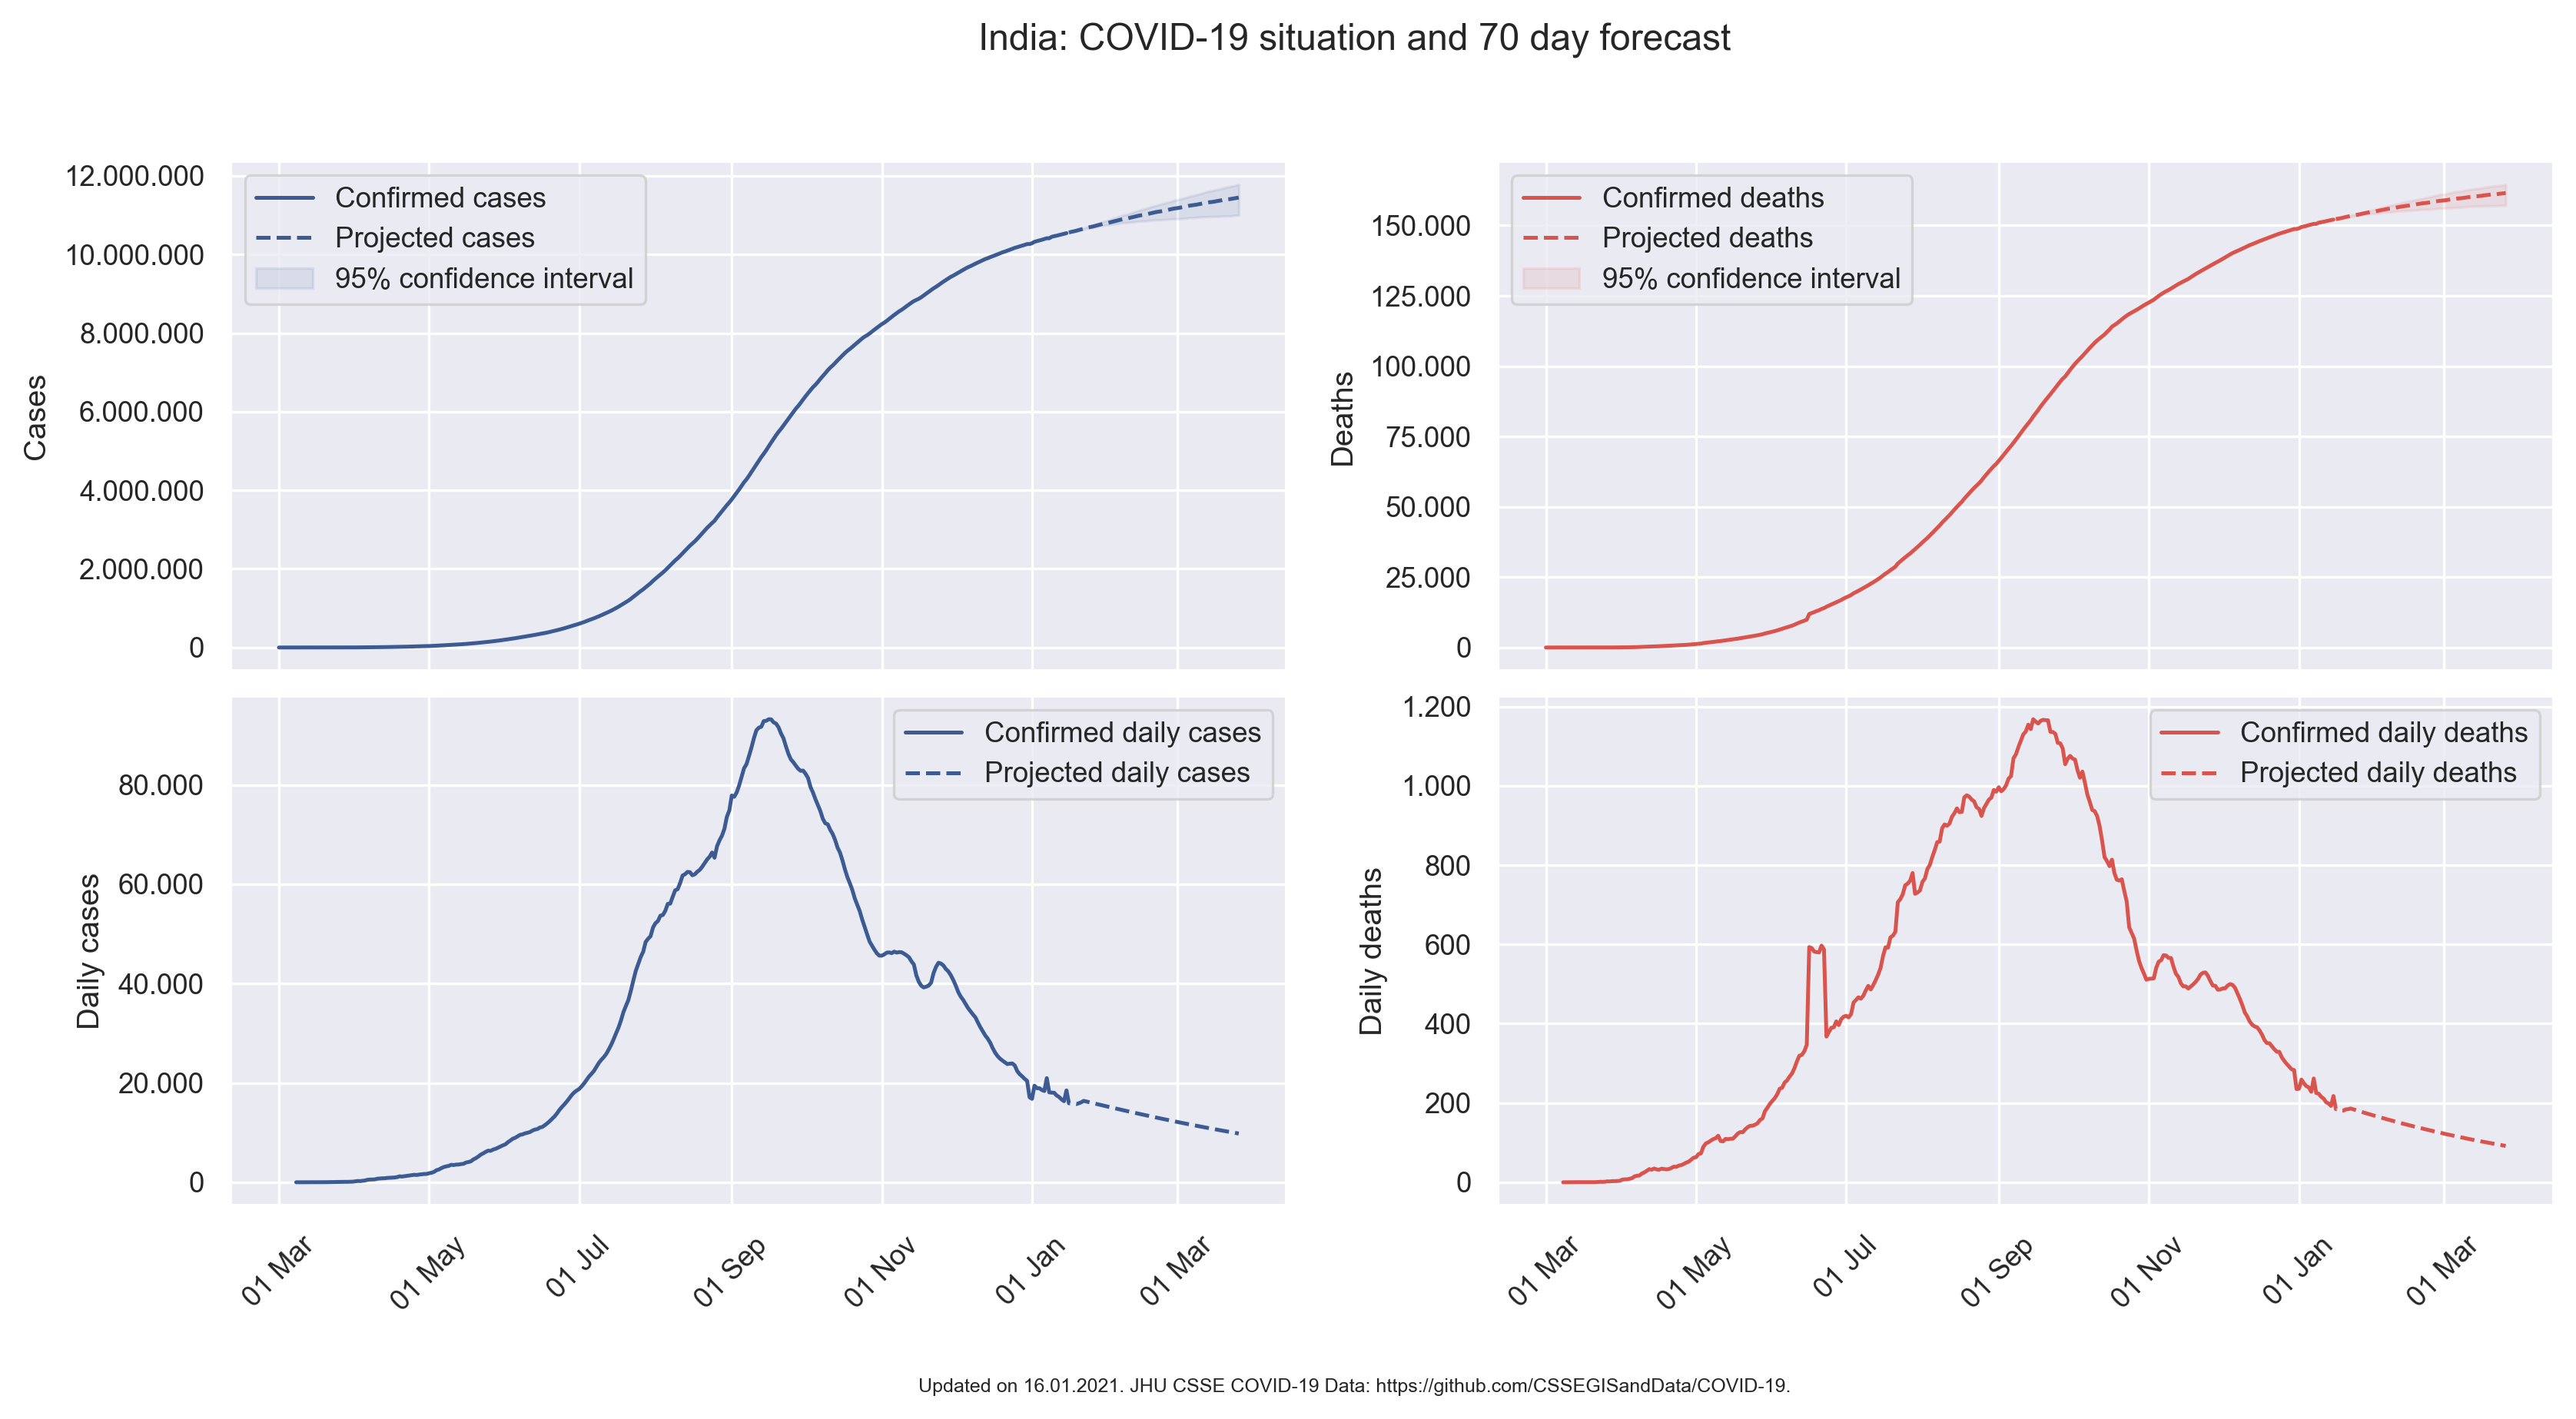 India: COVID-19 situation and 70 day forecast
12.000.000
10.000.000
8.000.000
6.000.000
4.000.000
2.000.000
0
Cases
Confirmed cases
Projected cases
95% confidence interval
150.000
125.000
100.000
75.000
50.000
25.000
0
Deaths
Confirmed deaths
Projected deaths
95% confidence interval
80.000
60.000
40.000
20.000
0
Daily cases
Confirmed daily cases
Projected daily cases
01 Mar
01 May
01 Jul
01 Sep
01 Nov
01 Jan
01 Mar
1.200
1.000
800
600
400
200
0
Daily deaths
Confirmed daily deaths
Projected daily deaths
01 Mar
01 May
01 Jul
01 Sep
01 Nov
01 Jan
01 Mar
Updated on 16.01.2021. JHU CSSE COVID-19 Data: https://github.com/CSSEGISandData/COVID-19.